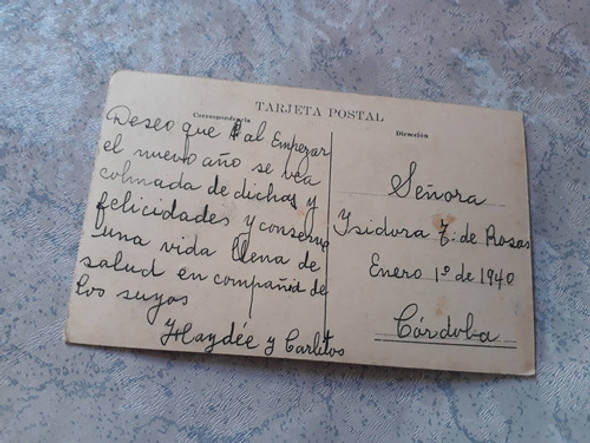 TARJETA POSTAL
Correspondencia
Deseo que al Empezar
el nuevo año se vea
colmada de dichas y
felicidades y conserve
una vida llena de
salud en compañid de
los suyos
Haydée y Carlitos
Dirección
Señora
Ysidora Z. de Rosas
Enero 1º de 1940
Córdoba